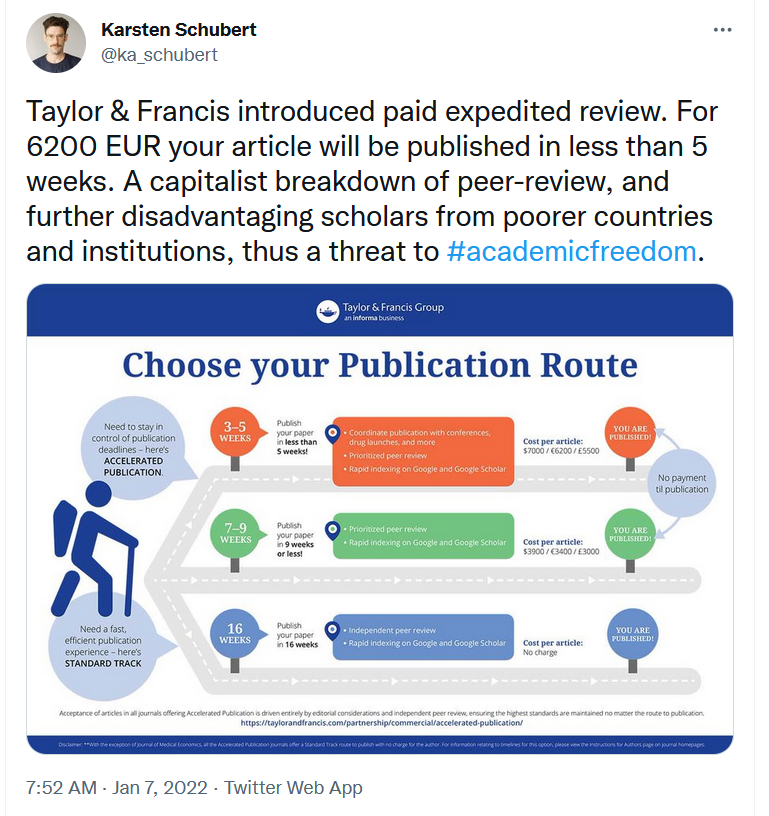 Karsten Schubert
@ka_schubert
Taylor & Francis introduced paid expedited review. For
6200 EUR your article will be published in less than 5
weeks. A capitalist breakdown of peer-review, and
further disadvantaging scholars from poorer countries
and institutions, thus a threat to #academicfreedom.
Taylor & Francis Group
an informa business
Choose your Publication Route
Need to stay in
control of publication
deadlines – here's
ACCELERATED
PUBLICATION.
3–5
WEEKS
Publish
your paper
in less than
5 weeks!
• Coordinate publication with conferences,
drug launches, and more
• Prioritized peer review
• Rapid indexing on Google and Google Scholar
Cost per article:
$7000 / €6200 / £5500
YOU ARE
PUBLISHED!
No payment
til publication
7–9
WEEKS
Publish
your paper
in 9 weeks
or less!
• Prioritized peer review
• Rapid indexing on Google and Google Scholar
Cost per article:
$3900 / €3400 / £3000
YOU ARE
PUBLISHED!
Need a fast,
efficient publication
experience – here's
STANDARD TRACK
16
WEEKS
Publish
your paper
in 16 weeks
• Independent peer review
• Rapid indexing on Google and Google Scholar
Cost per article:
No charge
YOU ARE
PUBLISHED!
Acceptance of articles in all journals offering Accelerated Publication is driven entirely by editorial considerations and independent peer review, ensuring the highest standards are maintained no matter the route to publication.
https://taylorandfrancis.com/partnership/commercial/accelerated-publication/
Disclaimer: **With the exception of Journal of Medical Economics, all the Accelerated Publication journals offer a Standard Track route to publish with no charge for the author. For information relating to timelines for this option, please view the Instructions for Authors page on journal homepages.
7:52 AM · Jan 7, 2022 · Twitter Web App